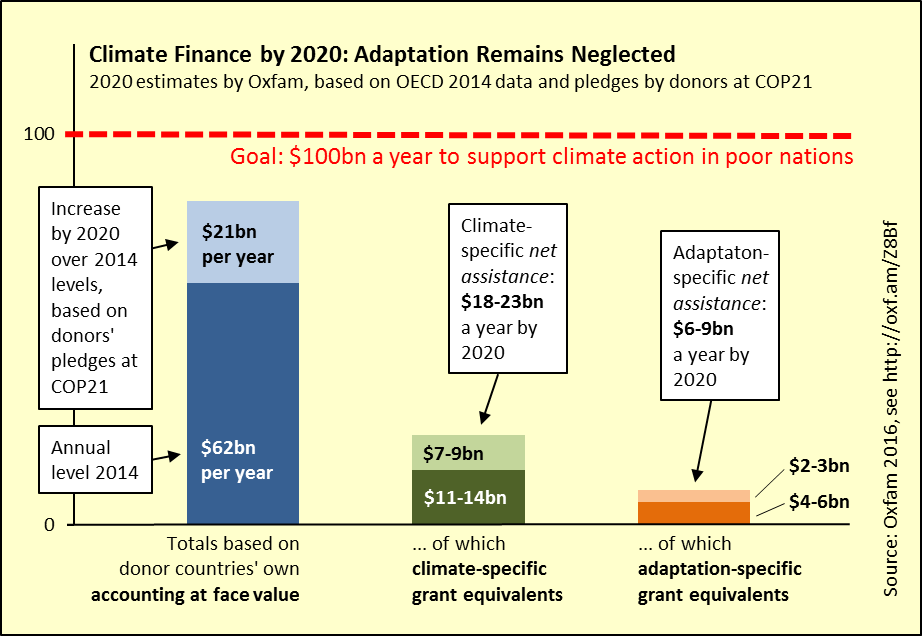 Climate Finance by 2020: Adaptation Remains Neglected
2020 estimates by Oxfam, based on OECD 2014 data and pledges by donors at COP21
100
Goal: $100bn a year to support climate action in poor nations
Increase
by 2020
over 2014
levels,
based on
donors'
pledges at
COP21
$21bn
per year
Annual
level 2014
$62bn
per year
Climate-
specific net
assistance:
$18-23bn
a year by
2020
$7-9bn
$11-14bn
Adaptaton-
specific net
assistance:
$6-9bn
a year by
2020
$2-3bn
$4-6bn
0
Totals based on
donor countries' own
accounting at face value
... of which
climate-specific
grant equivalents
... of which
adaptation-specific
grant equivalents
Source: Oxfam 2016, see http://oxf.am/Z8Bf